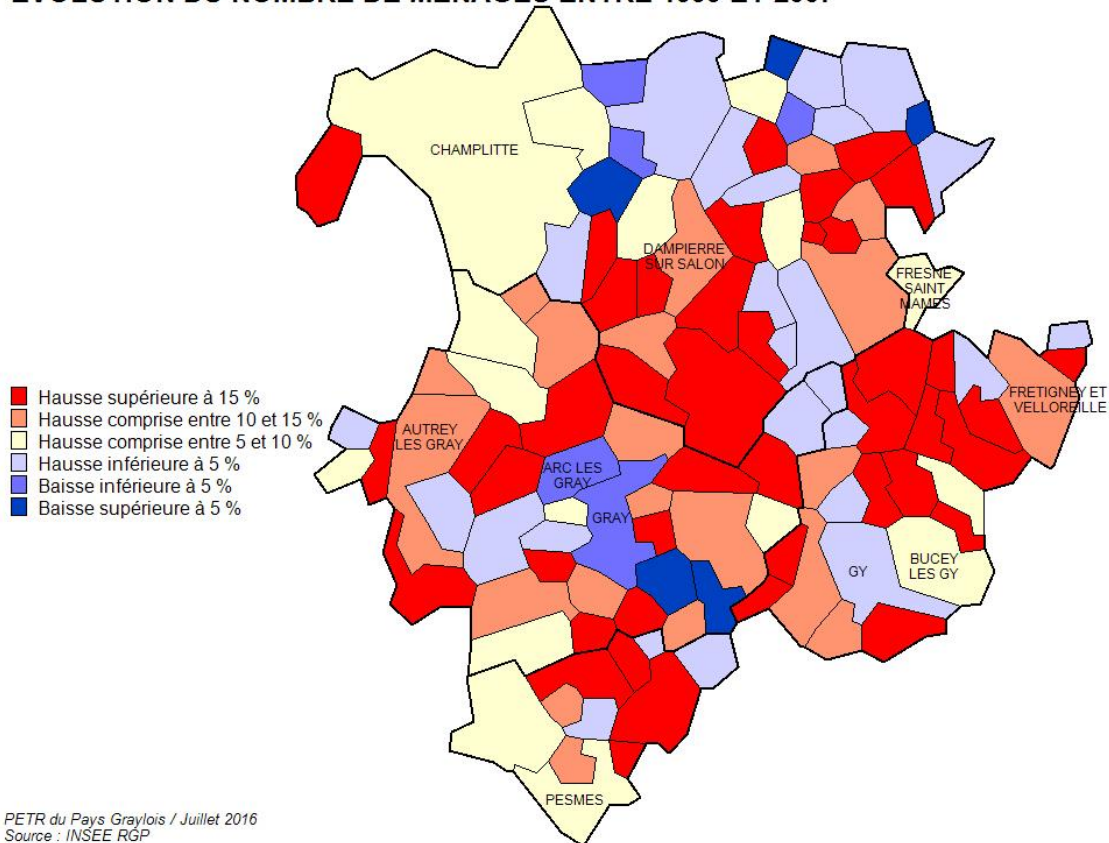 CHAMPLITTE
DAMPIERRE
SUR SALON
FRESNE
SAINT
MAMES
Hausse supérieure à 15 %
Hausse comprise entre 10 et 15 %
Hausse comprise entre 5 et 10 %
Hausse inférieure à 5 %
Baisse inférieure à 5 %
Baisse supérieure à 5 %
FRETIGNEY ET
VELLOREILLE
AUTREY
LES GRAY
ARC LES
GRAY
GRAY
GY
BUCEY
LES GY
PESMES
PETR du Pays Graylois / Juillet 2016
Source : INSEE RGP